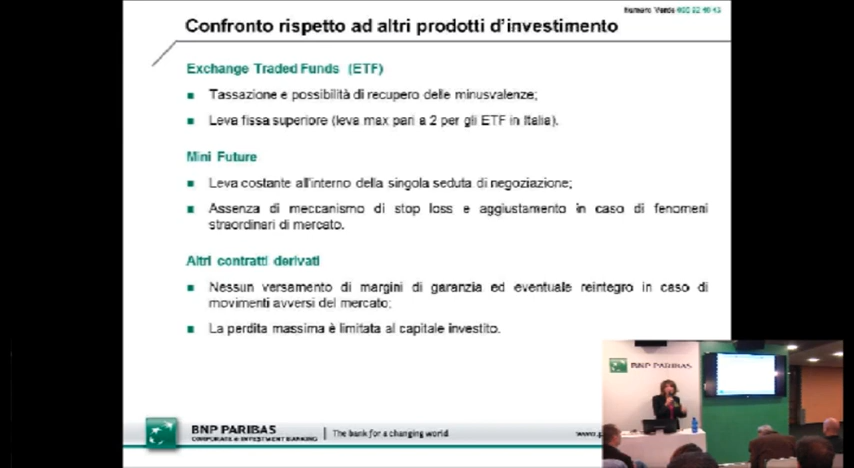 Numero Verde
Confronto rispetto ad altri prodotti d'investimento
Exchange Traded Funds (ETF)
Tassazione e possibilità di recupero delle minusvalenze;
Leva fissa superiore (leva max pari a 2 per gli ETF in Italia).
Mini Future
Leva costante all'interno della singola seduta di negoziazione;
Assenza di meccanismo di stop loss e aggiustamento in caso di fenomeni
straordinari di mercato.
Altri contratti derivati
Nessun versamento di margini di garanzia ed eventuale reintegro in caso di
movimenti avversi del mercato;
La perdita massima è limitata al capitale investito.
BNP PARIBAS
BNP PARIBAS
CORPORATE & INVESTMENT BANKING
The bank for a changing world
www.p